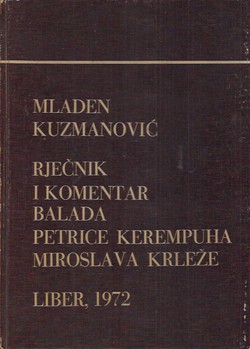 MLADEN
KUZMANOVIĆ
RJEČNIK
I KOMENTAR
BALADA
PETRICE KEREMPUHA
MIROSLAVA KRLEŽE
LIBER, 1972